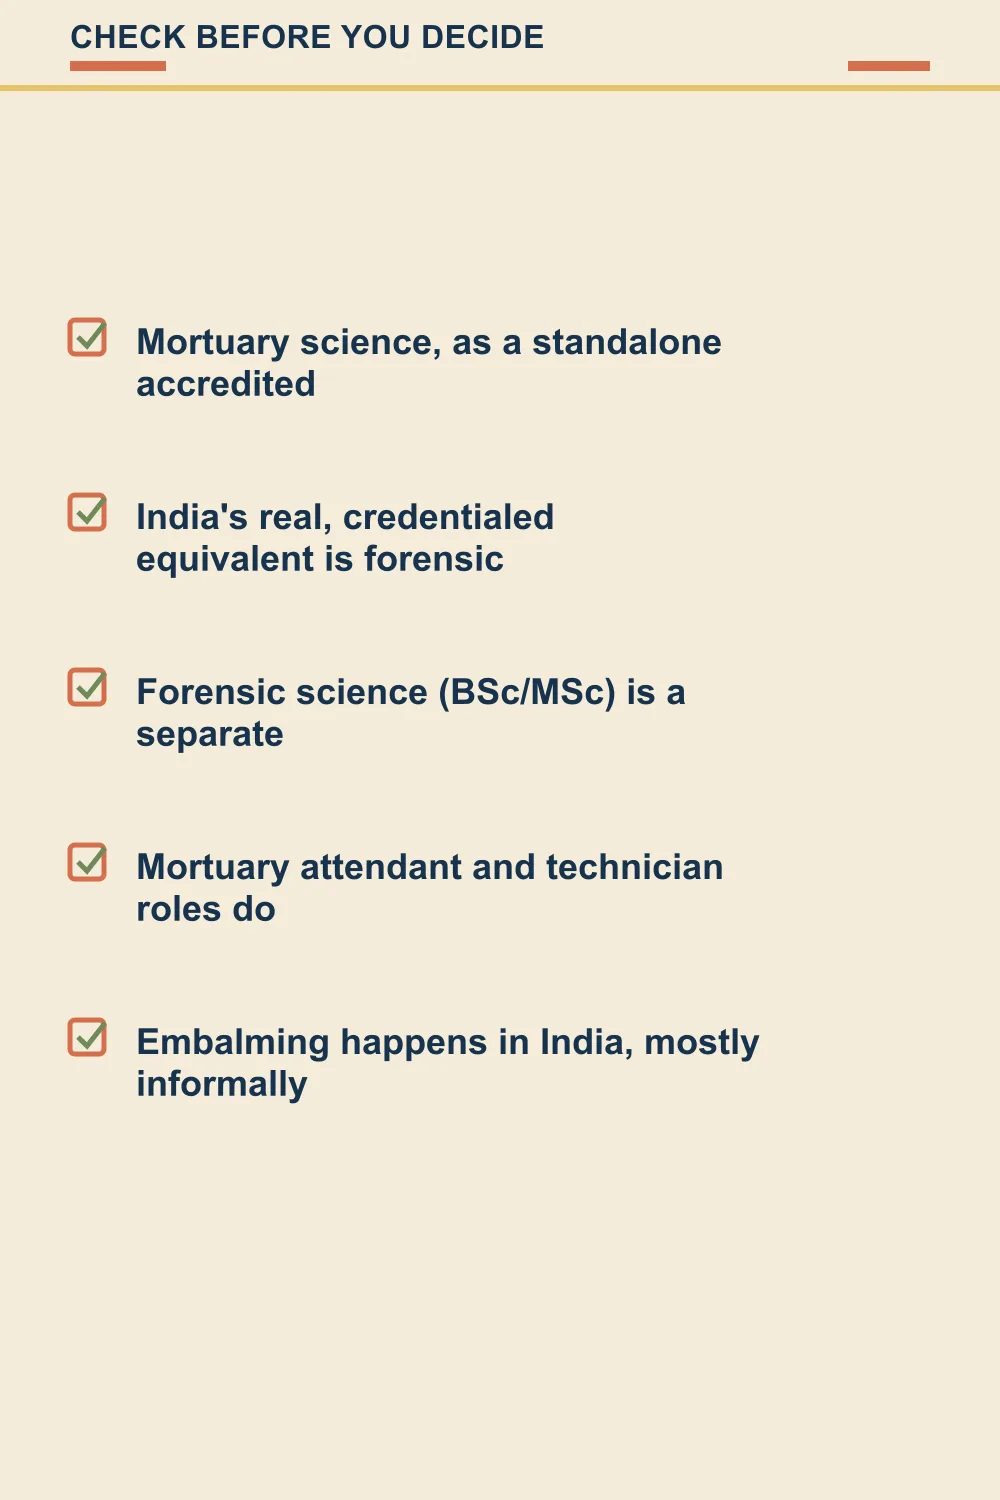 CHECK BEFORE YOU DECIDE
Mortuary science, as a standalone
accredited
India's real, credentialed
equivalent is forensic
Forensic science (BSc/MSc) is a
separate
Mortuary attendant and technician
roles do
Embalming happens in India, mostly
informally